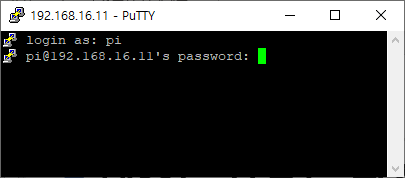 192.168.16.11 - PuTTY
login as: pi
pi@192.168.16.11's password: